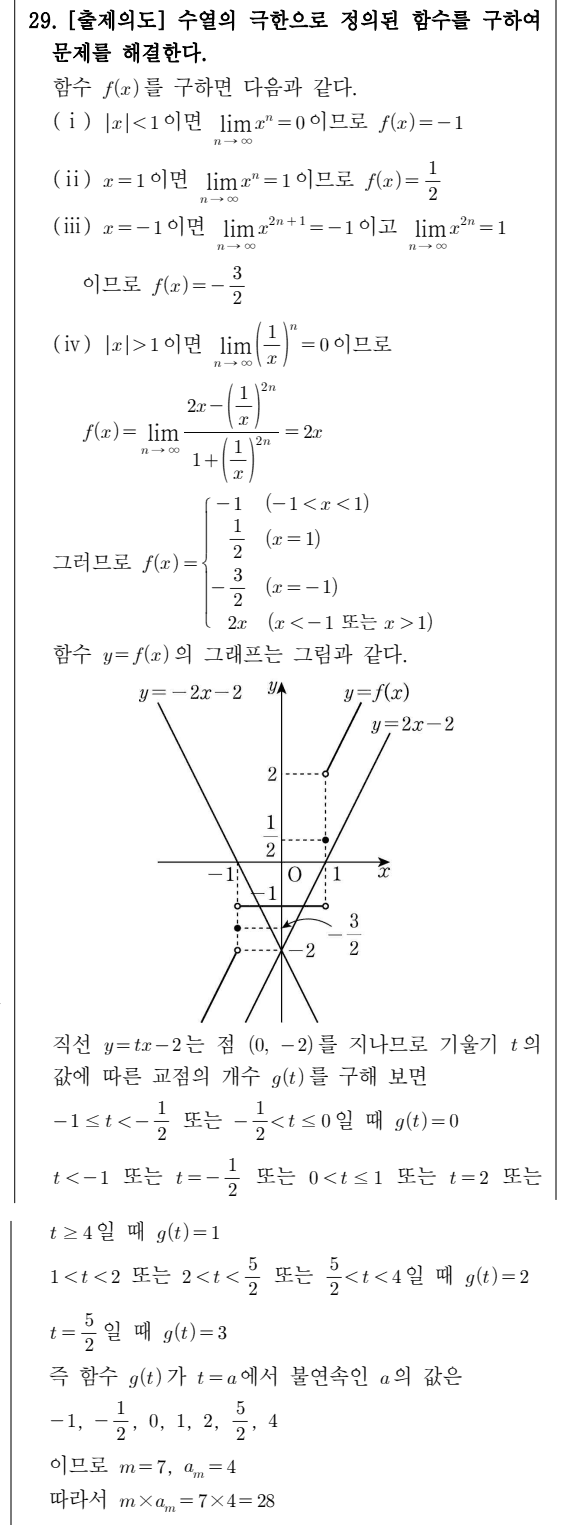 29. [출제의도] 수열의 극한으로 정의된 함수를 구하여
문제를 해결한다.
함수 f(x)를 구하면 다음과 같다.
(ⅰ) |x|<1이면 lim_{n→∞} x^n=0이므로 f(x)=-1
(ⅱ) x=1이면 lim_{n→∞} x^n=1이므로 f(x)=1/2
(ⅲ) x=-1이면 lim_{n→∞} x^{2n+1}=-1이고 lim_{n→∞} x^{2n}=1
이므로 f(x)=-3/2
(ⅳ) |x|>1이면 lim_{n→∞} (1/x)^n=0이므로
f(x)=lim_{n→∞} (2x-(1/x)^{2n})/(1+(1/x)^{2n})=2x
그러므로 f(x)={
-1 (-1<x<1)
1/2 (x=1)
-3/2 (x=-1)
2x (x<-1 또는 x>1)
함수 y=f(x)의 그래프는 그림과 같다.
y=-2x-2 y y=f(x)
y=2x-2
2
1/2
-1 O 1 x
-1
-3/2
-2
직선 y=tx-2는 점 (0, -2)를 지나므로 기울기 t의
값에 따른 교점의 개수 g(t)를 구해 보면
-1≤t<-1/2 또는 -1/2<t≤0일 때 g(t)=0
t<-1 또는 t=-1/2 또는 0<t≤1 또는 t=2 또는
t≥4일 때 g(t)=1
1<t<2 또는 2<t<5/2 또는 5/2<t<4일 때 g(t)=2
t=5/2일 때 g(t)=3
즉 함수 g(t)가 t=a에서 불연속인 a의 값은
-1, -1/2, 0, 1, 2, 5/2, 4
이므로 m=7, a_m=4
따라서 m×a_m=7×4=28